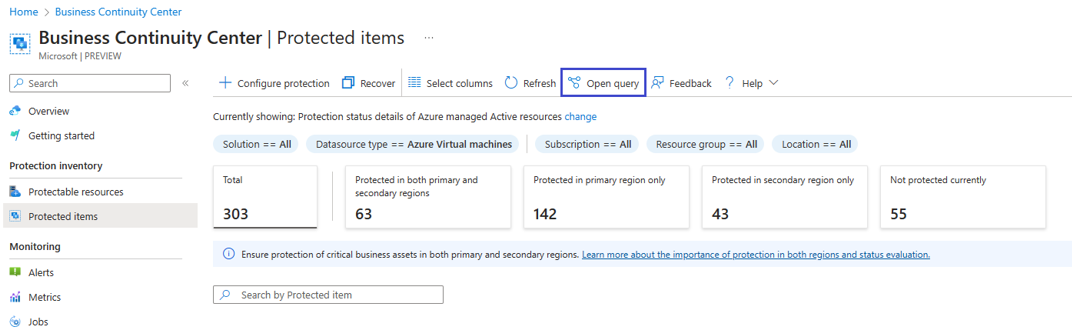 Home > Business Continuity Center
Business Continuity Center | Protected items ...
Microsoft | PREVIEW
Search «
Overview
Getting started
Protection inventory
Protectable resources
Protected items
Monitoring
Alerts
Metrics
Jobs
Configure protection Recover Select columns Refresh Open query Feedback Help
Currently showing: Protection status details of Azure managed Active resources change
Solution == All Datasource type == Azure Virtual machines Subscription == All Resource group == All Location == All
Total
303
Protected in both primary and
secondary regions
63
Protected in primary region only
142
Protected in secondary region only
43
Not protected currently
55
Ensure protection of critical business assets in both primary and secondary regions. Learn more about the importance of protection in both regions and status evaluation.
Search by Protected item